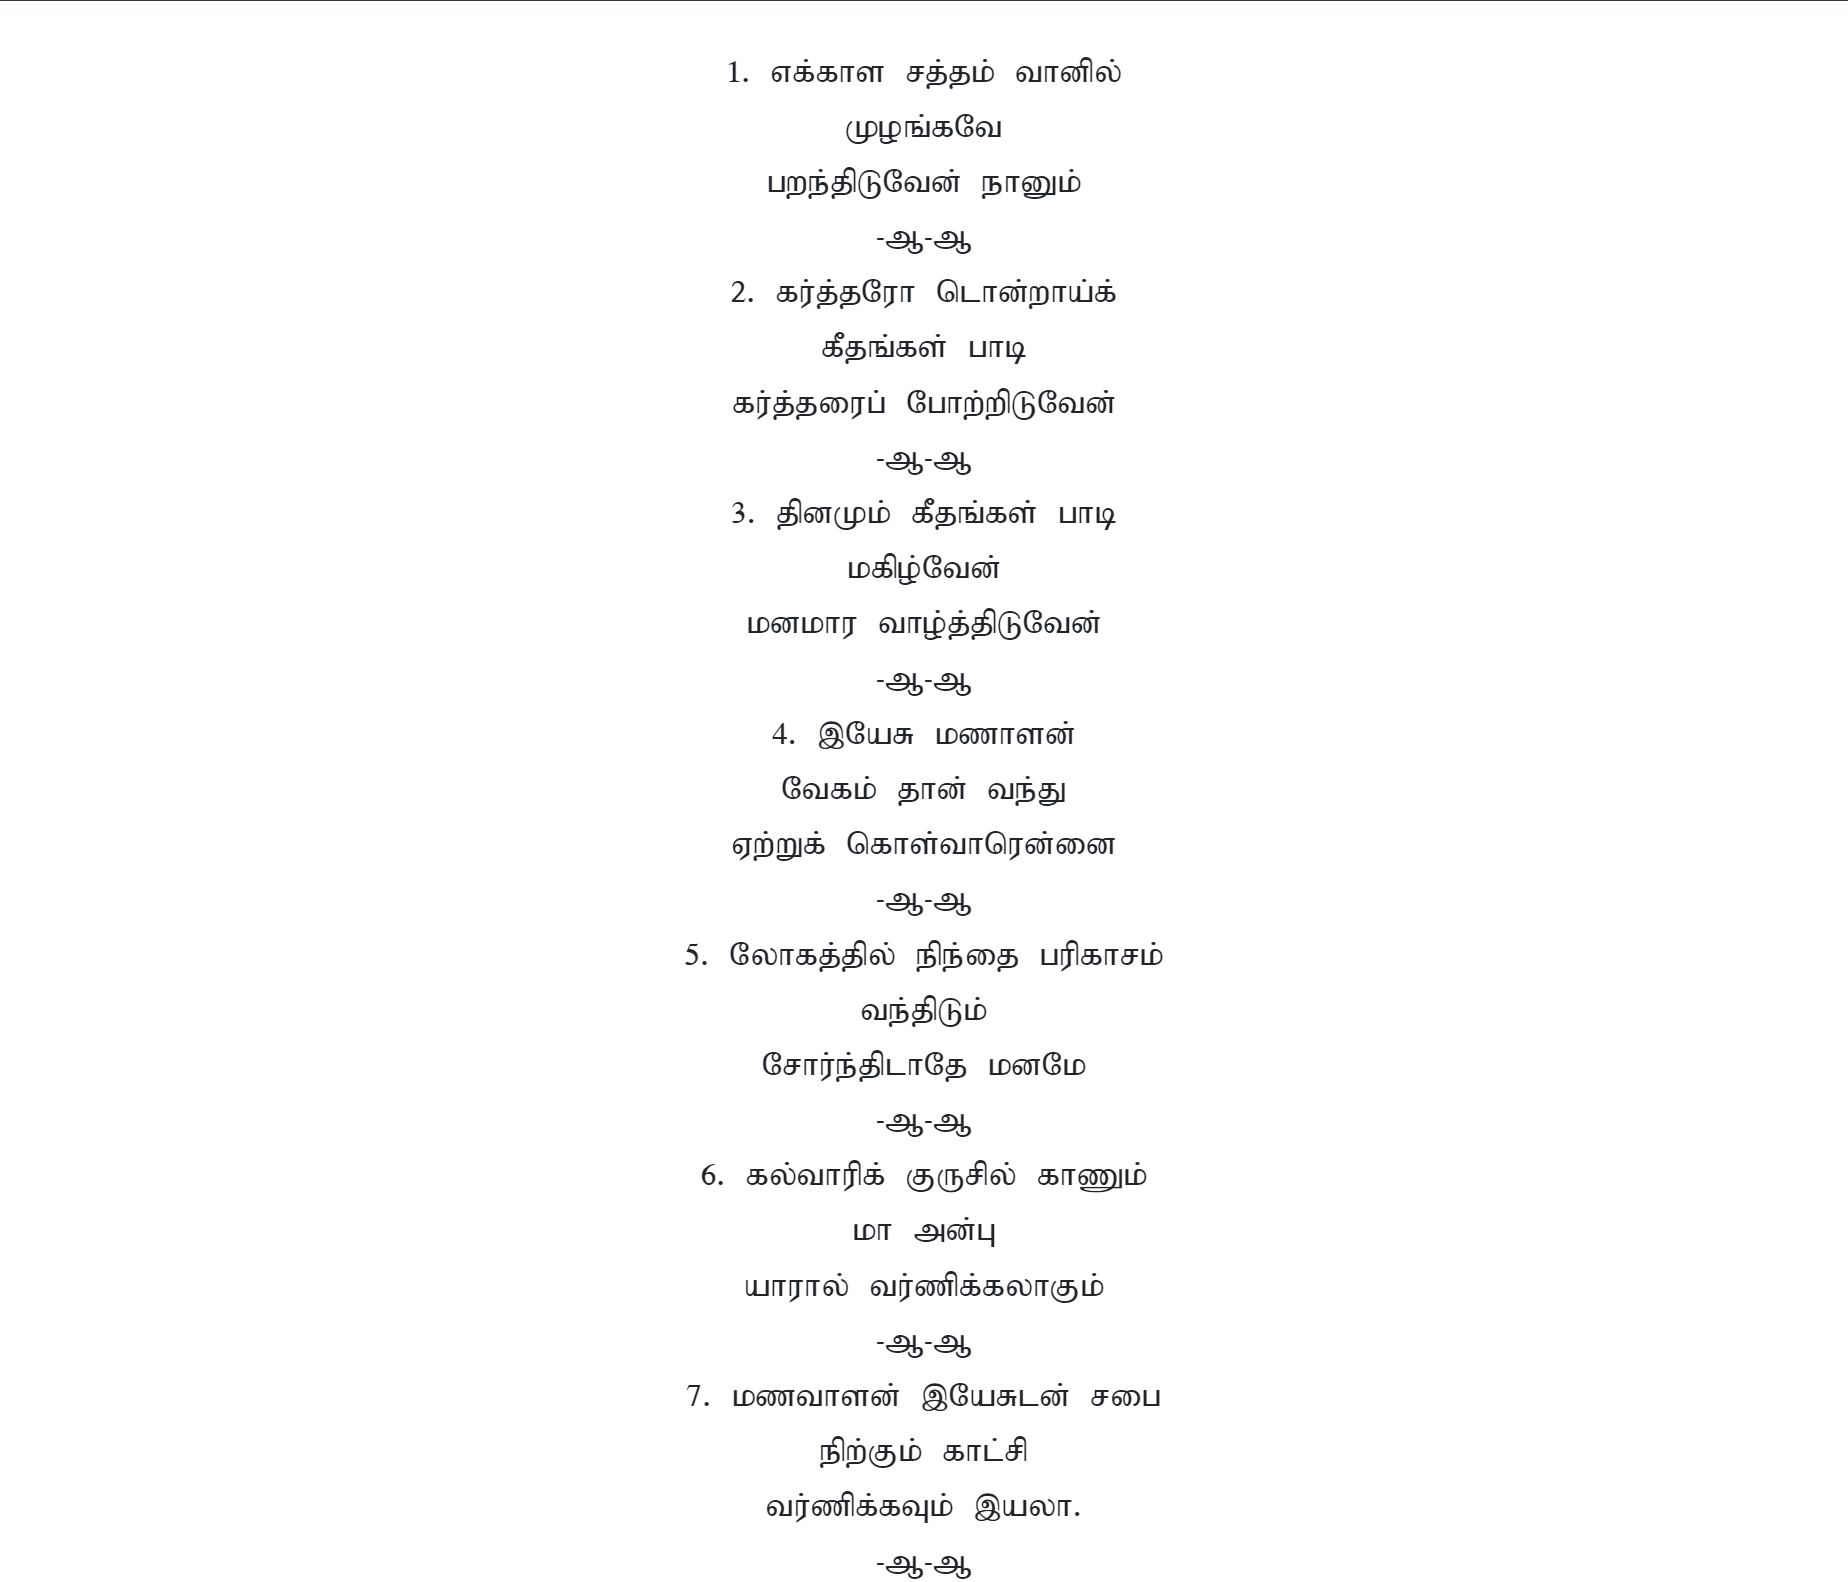 1. எக்காள சத்தம் வானில்
முழங்கவே
பறந்திடுவேன் நானும்
-ஆ-ஆ
2. கர்த்தரோ டொன்றாய்க்
கீதங்கள் பாடி
கர்த்தரைப் போற்றிடுவேன்
-ஆ-ஆ
3. தினமும் கீதங்கள் பாடி
மகிழ்வேன்
மனமார வாழ்த்திடுவேன்
-ஆ-ஆ
4. இயேசு மணாளன்
வேகம் தான் வந்து
ஏற்றுக் கொள்வாரென்னை
-ஆ-ஆ
5. லோகத்தில் நிந்தை பரிகாசம்
வந்திடும்
சோர்ந்திடாதே மனமே
-ஆ-ஆ
6. கல்வாரிக் குருசில் காணும்
மா அன்பு
யாரால் வர்ணிக்கலாகும்
-ஆ-ஆ
7. மணவாளன் இயேசுடன் சபை
நிற்கும் காட்சி
வர்ணிக்கவும் இயலா.
-ஆ-ஆ